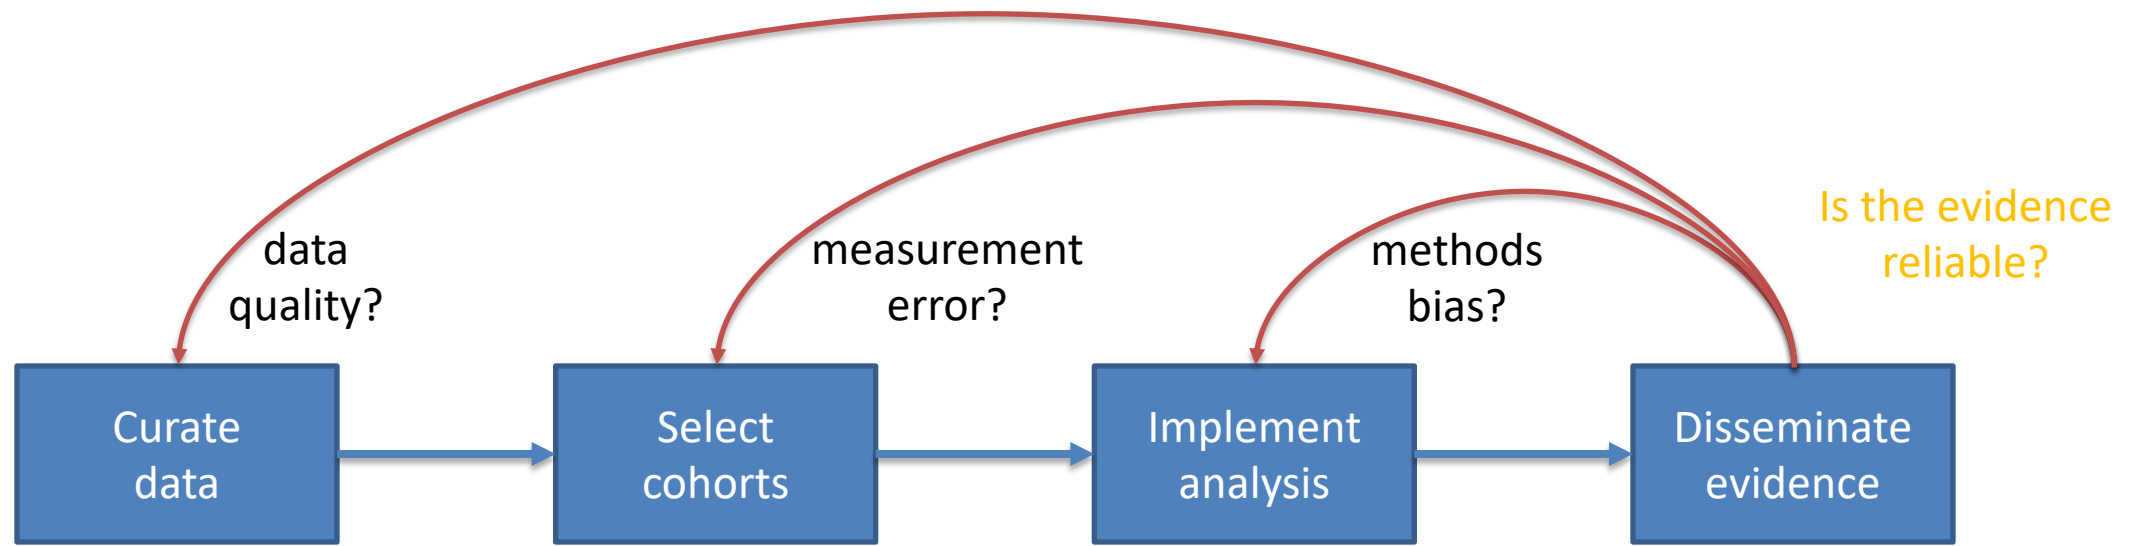 Is the evidence
reliable?
data
quality?
measurement
error?
methods
bias?
Curate
data
Select
cohorts
Implement
analysis
Disseminate
evidence